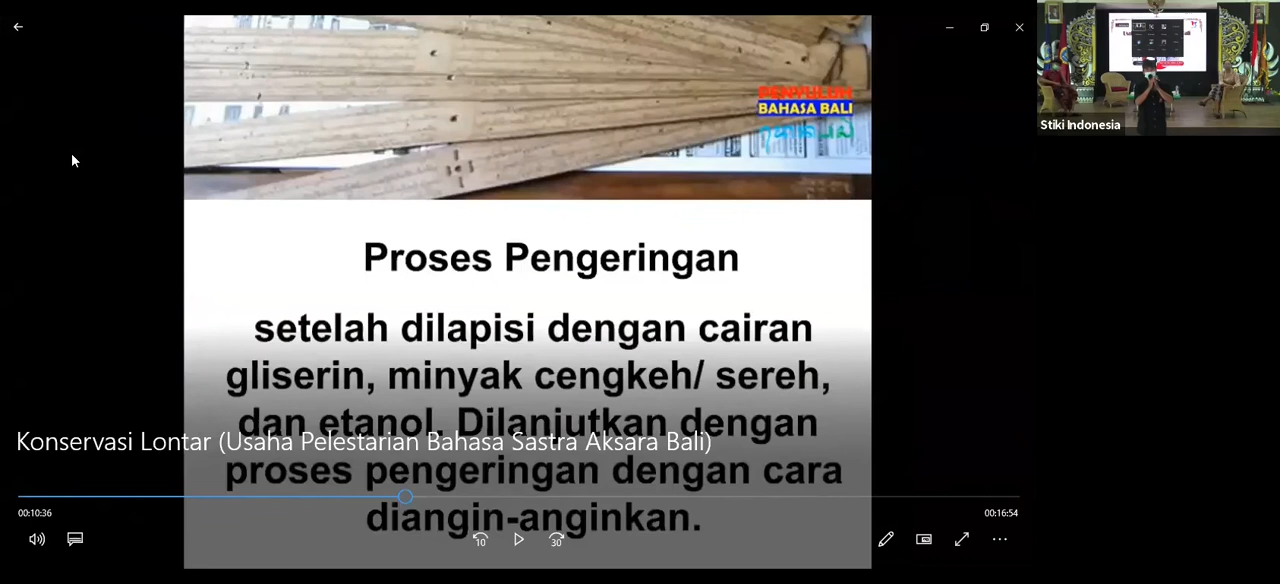 PENYULUH
BAHASA BALI
Stiki Indonesia
Proses Pengeringan
setelah dilapisi dengan cairan
gliserin, minyak cengkeh/ sereh,
dan etanol. Dilanjutkan dengan
Konservasi Lontar (Usaha Pelestarian Bahasa Sastra Aksara Bali)
proses pengeringan dengan cara
diangin-anginkan.
00:10:36
00:16:54
10
30